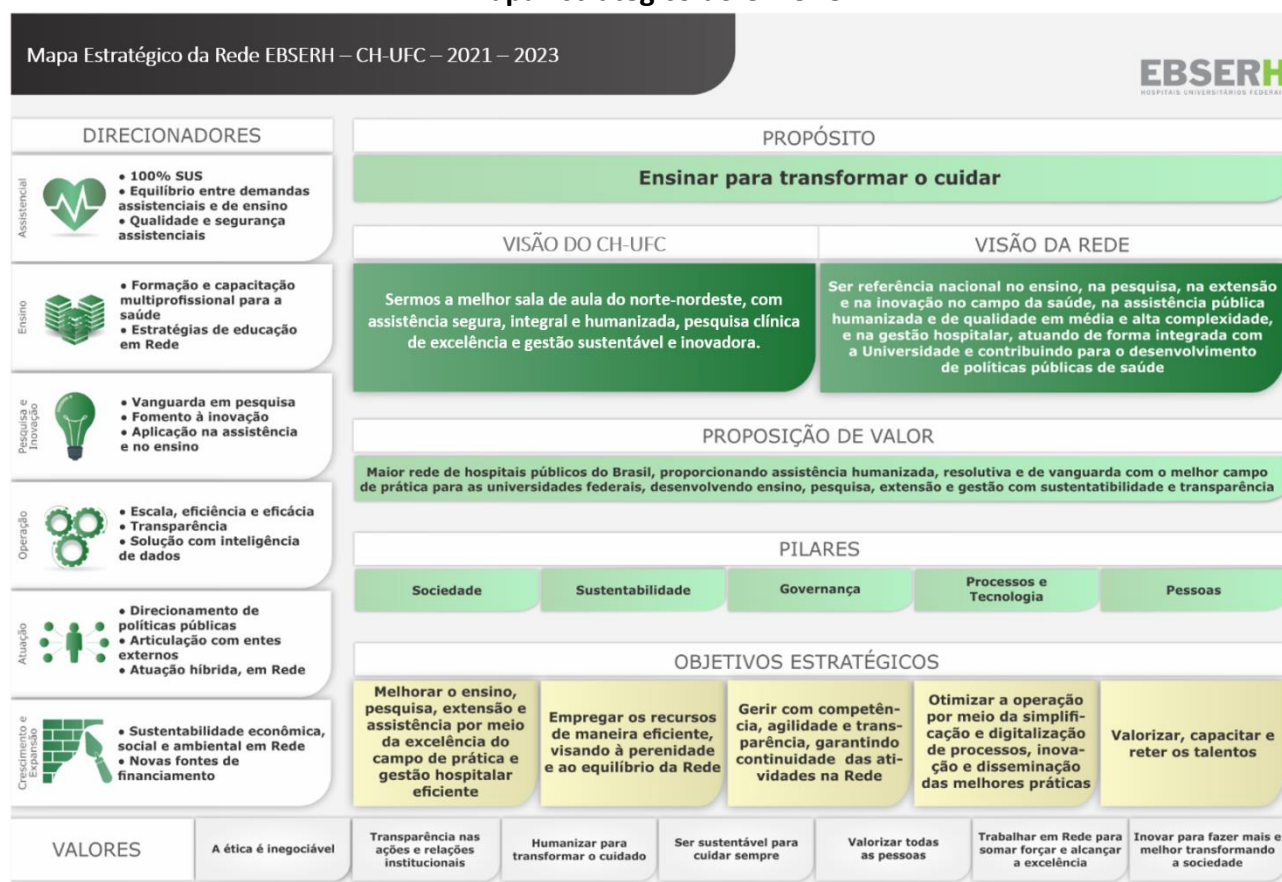 Mapa Estratégico da Rede EBSERH – CH-UFC – 2021 – 2023
EBSERH
HOSPITAIS UNIVERSITÁRIOS FEDERAI
DIRECIONADORES
Assistencial
• 100% SUS
• Equilíbrio entre demandas
assistenciais e de ensino
• Qualidade e segurança
assistenciais
Ensino
• Formação e capacitação
multiprofissional para a
saúde
• Estratégias de educação
em Rede
Pesquisa e
Inovação
• Vanguarda em pesquisa
• Fomento à inovação
• Aplicação na assistência
e no ensino
Operação
• Escala, eficiência e eficácia
• Transparência
• Solução com inteligência
de dados
Atuação
• Direcionamento de
políticas públicas
• Articulação com entes
externos
• Atuação híbrida, em Rede
Crescimento e
Expansão
• Sustentabilidade econômica,
social e ambiental em Rede
• Novas fontes de
financiamento
PROPÓSITO
Ensinar para transformar o cuidar
VISÃO DO CH-UFC
Sermos a melhor sala de aula do norte-nordeste, com
assistência segura, integral e humanizada, pesquisa clínica
de excelência e gestão sustentável e inovadora.
VISÃO DA REDE
Ser referência nacional no ensino, na pesquisa, na extensão
e na inovação no campo da saúde, na assistência pública
humanizada e de qualidade em média e alta complexidade,
e na gestão hospitalar, atuando de forma integrada com
a Universidade e contribuindo para o desenvolvimento
de políticas públicas de saúde
PROPOSIÇÃO DE VALOR
Maior rede de hospitais públicos do Brasil, proporcionando assistência humanizada, resolutiva e de vanguarda com o melhor campo
de prática para as universidades federais, desenvolvendo ensino, pesquisa, extensão e gestão com sustentatibilidade e transparência
PILARES
Sociedade
Sustentabilidade
Governança
Processos e
Tecnologia
Pessoas
OBJETIVOS ESTRATÉGICOS
Melhorar o ensino,
pesquisa, extensão e
assistência por meio
da excelência do
campo de prática e
gestão hospitalar
eficiente
Empregar os recursos
de maneira eficiente,
visando à perenidade
e ao equilíbrio da Rede
Gerir com competên-
cia, agilidade e trans-
parência, garantindo
continuidade das ati-
vidades na Rede
Otimizar a operação
por meio da simplifi-
cação e digitalização
de processos, inova-
ção e disseminação
das melhores práticas
Valorizar, capacitar e
reter os talentos
VALORES
A ética é inegociável
Transparência nas
ações e relações
institucionais
Humanizar para
transformar o cuidado
Ser sustentável para
cuidar sempre
Valorizar todas
as pessoas
Trabalhar em Rede para
somar forçar e alcançar
a excelência
Inovar para fazer mais e
melhor transformando
a sociedade